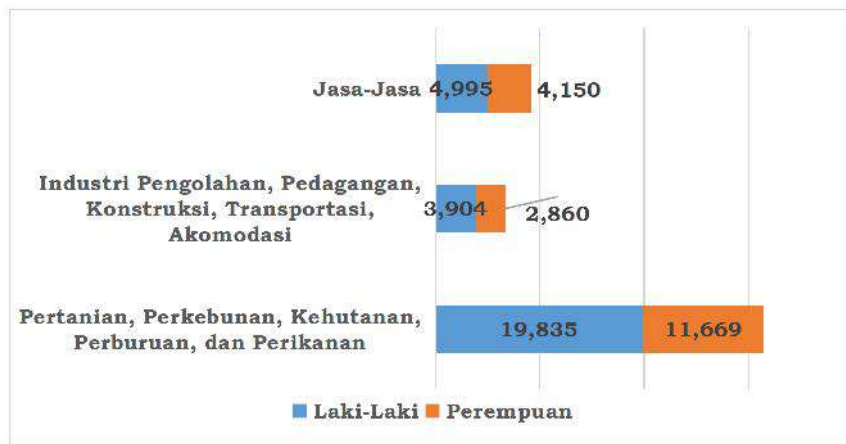 Jasa-Jasa 4,995 4,150
Industri Pengolahan, Pedagangan,
Konstruksi, Transportasi,
Akomodasi
3,904 2,860
Pertanian, Perkebunan, Kehutanan,
Perburuan, dan Perikanan
19,835 11,669
Laki-Laki Perempuan